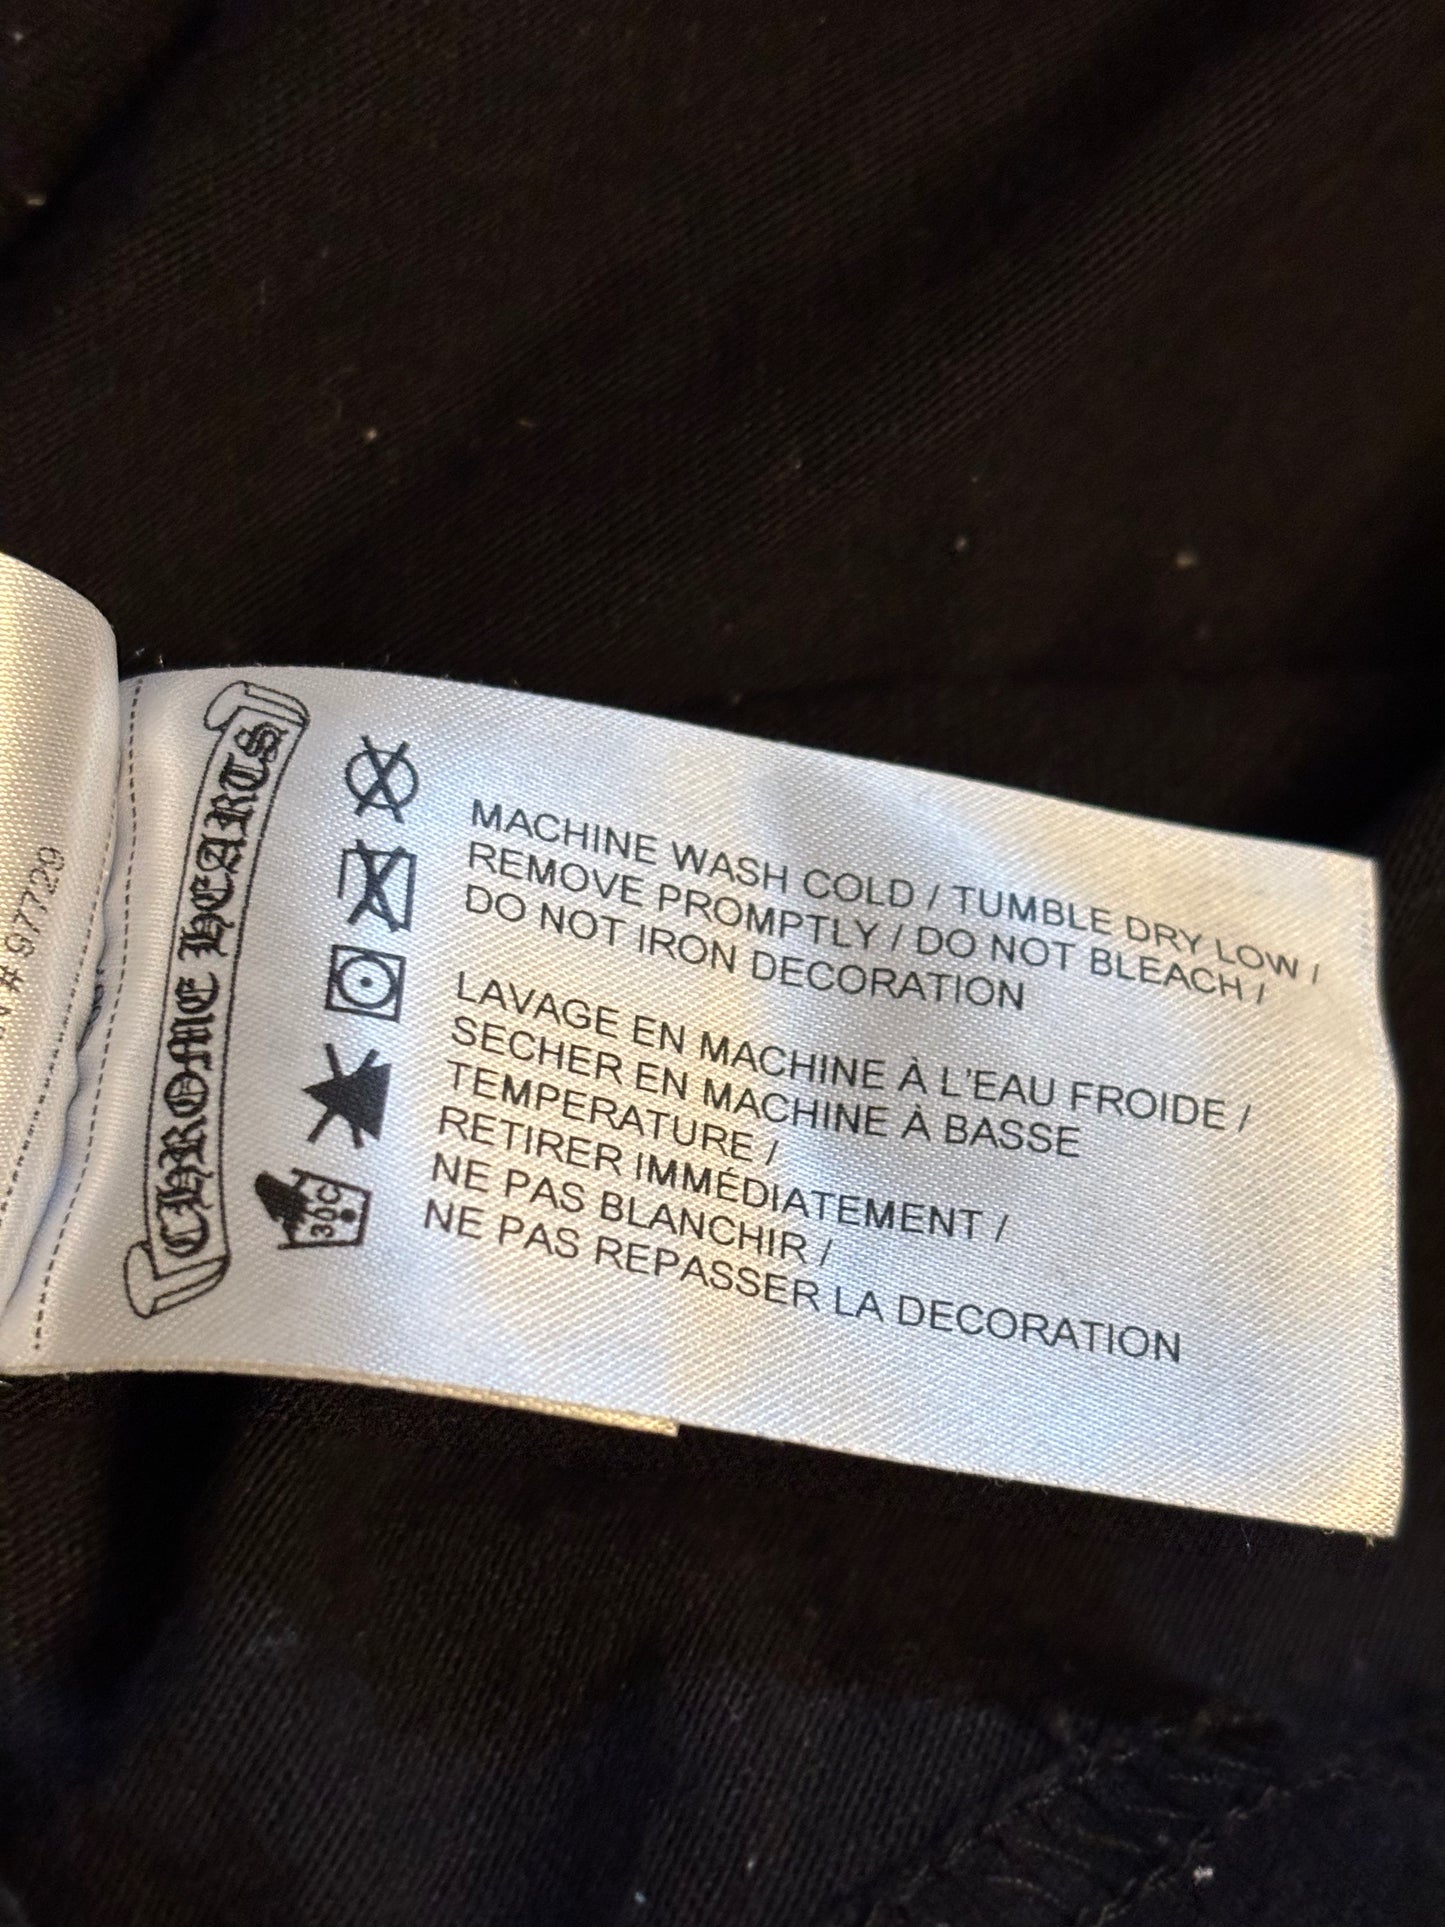 # 97729
CHROME HEARTS
MACHINE WASH COLD / TUMBLE DRY LOW /
REMOVE PROMPTLY / DO NOT BLEACH /
DO NOT IRON DECORATION
LAVAGE EN MACHINE À L'EAU FROIDE /
SECHER EN MACHINE À BASSE
TEMPERATURE /
RETIRER IMMÉDIATEMENT /
NE PAS BLANCHIR /
NE PAS REPASSER LA DECORATION
30C